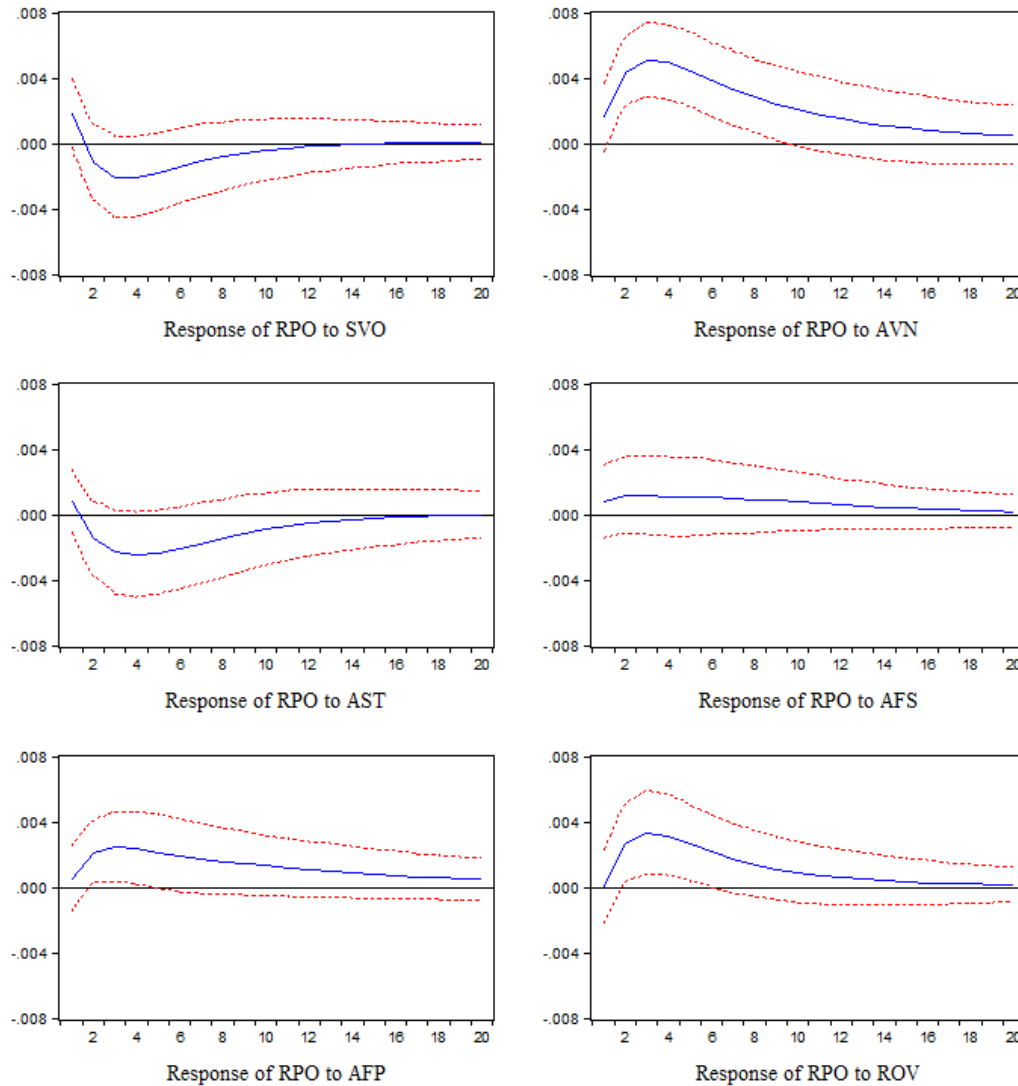 .008
.004
.000
-.004
-.008
2 4 6 8 10 12 14 16 18 20
Response of RPO to SVO
.008
.004
.000
-.004
-.008
2 4 6 8 10 12 14 16 18 20
Response of RPO to AVN
.008
.004
.000
-.004
-.008
2 4 6 8 10 12 14 16 18 20
Response of RPO to AST
.008
.004
.000
-.004
-.008
2 4 6 8 10 12 14 16 18 20
Response of RPO to AFS
.008
.004
.000
-.004
-.008
2 4 6 8 10 12 14 16 18 20
Response of RPO to AFP
.008
.004
.000
-.004
-.008
2 4 6 8 10 12 14 16 18 20
Response of RPO to ROV